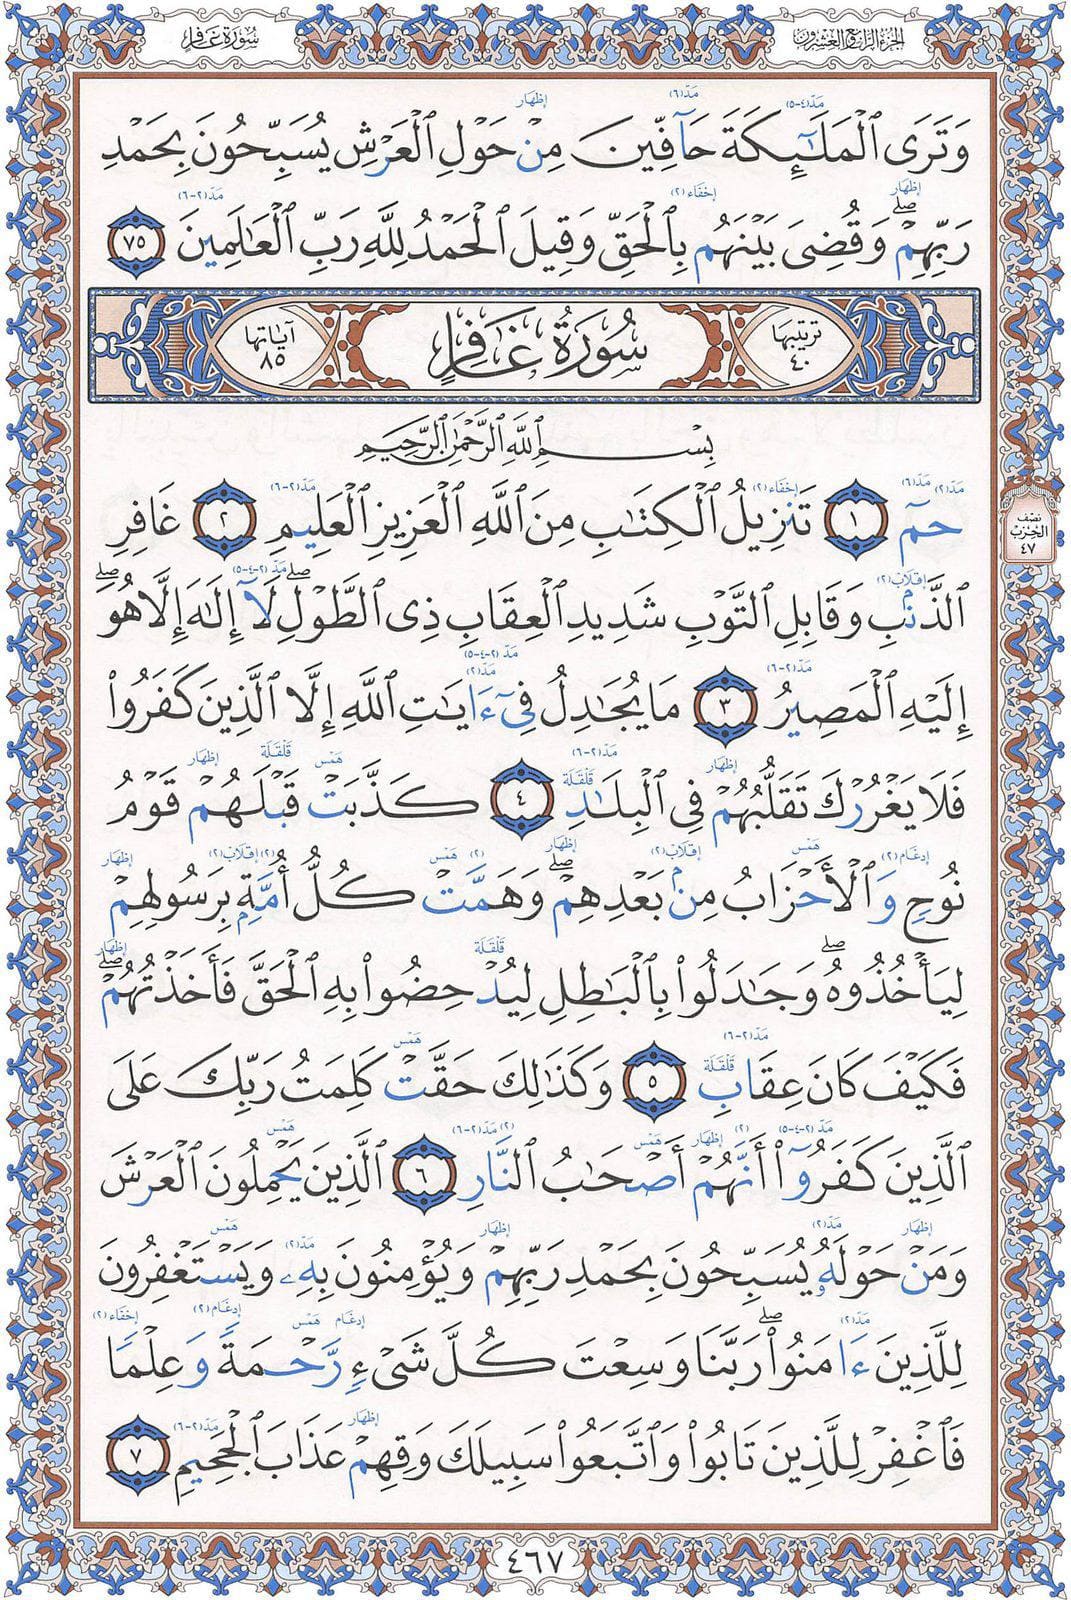 سورة غافر
الجزء الرابع والعشرون
وَتَرَى ٱلْمَلَـٰٓئِكَةَ حَآفِّينَ مِنْ حَوْلِ ٱلْعَرْشِ يُسَبِّحُونَ بِحَمْدِ
رَبِّهِمْ ۖ وَقُضِىَ بَيْنَهُم بِٱلْحَقِّ وَقِيلَ ٱلْحَمْدُ لِلَّهِ رَبِّ ٱلْعَـٰلَمِينَ ٧٥
ترتيبها ٤٠ سُورَةُ غَافِرٍ آياتها ٨٥
بِسْمِ ٱللَّهِ ٱلرَّحْمَـٰنِ ٱلرَّحِيمِ
حمٓ ١ تَنزِيلُ ٱلْكِتَـٰبِ مِنَ ٱللَّهِ ٱلْعَزِيزِ ٱلْعَلِيمِ ٢ غَافِرِ
ٱلذَّنۢبِ وَقَابِلِ ٱلتَّوْبِ شَدِيدِ ٱلْعِقَابِ ذِى ٱلطَّوْلِ ۖ لَآ إِلَـٰهَ إِلَّا هُوَ ۖ
إِلَيْهِ ٱلْمَصِيرُ ٣ مَا يُجَـٰدِلُ فِىٓ ءَايَـٰتِ ٱللَّهِ إِلَّا ٱلَّذِينَ كَفَرُوا۟
فَلَا يَغْرُرْكَ تَقَلُّبُهُمْ فِى ٱلْبِلَـٰدِ ٤ كَذَّبَتْ قَبْلَهُمْ قَوْمُ
نُوحٍ وَٱلْأَحْزَابُ مِنۢ بَعْدِهِمْ ۖ وَهَمَّتْ كُلُّ أُمَّةٍۭ بِرَسُولِهِمْ
لِيَأْخُذُوهُ ۖ وَجَـٰدَلُوا۟ بِٱلْبَـٰطِلِ لِيُدْحِضُوا۟ بِهِ ٱلْحَقَّ فَأَخَذْتُهُمْ ۖ
فَكَيْفَ كَانَ عِقَابِ ٥ وَكَذَٰلِكَ حَقَّتْ كَلِمَتُ رَبِّكَ عَلَى
ٱلَّذِينَ كَفَرُوٓا۟ أَنَّهُمْ أَصْحَـٰبُ ٱلنَّارِ ٦ ٱلَّذِينَ يَحْمِلُونَ ٱلْعَرْشَ
وَمَنْ حَوْلَهُۥ يُسَبِّحُونَ بِحَمْدِ رَبِّهِمْ وَيُؤْمِنُونَ بِهِۦ وَيَسْتَغْفِرُونَ
لِلَّذِينَ ءَامَنُوا۟ ۖ رَبَّنَا وَسِعْتَ كُلَّ شَىْءٍ رَّحْمَةً وَعِلْمًا
فَٱغْفِرْ لِلَّذِينَ تَابُوا۟ وَٱتَّبَعُوا۟ سَبِيلَكَ وَقِهِمْ عَذَابَ ٱلْجَحِيمِ ٧
نصف
الحزب
٤٧
٤٦٧